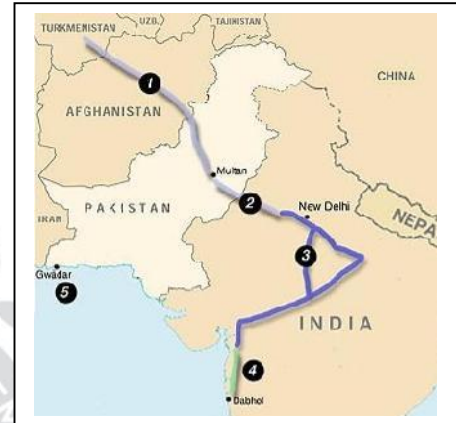 UZB.
TAJIKISTAN
TURKMENISTAN
CHINA
1
AFGHANISTAN
Multan
2
New Delhi
NEPA
PAKISTAN
IRAN
3
Gwadar
5
INDIA
4
Dabhol